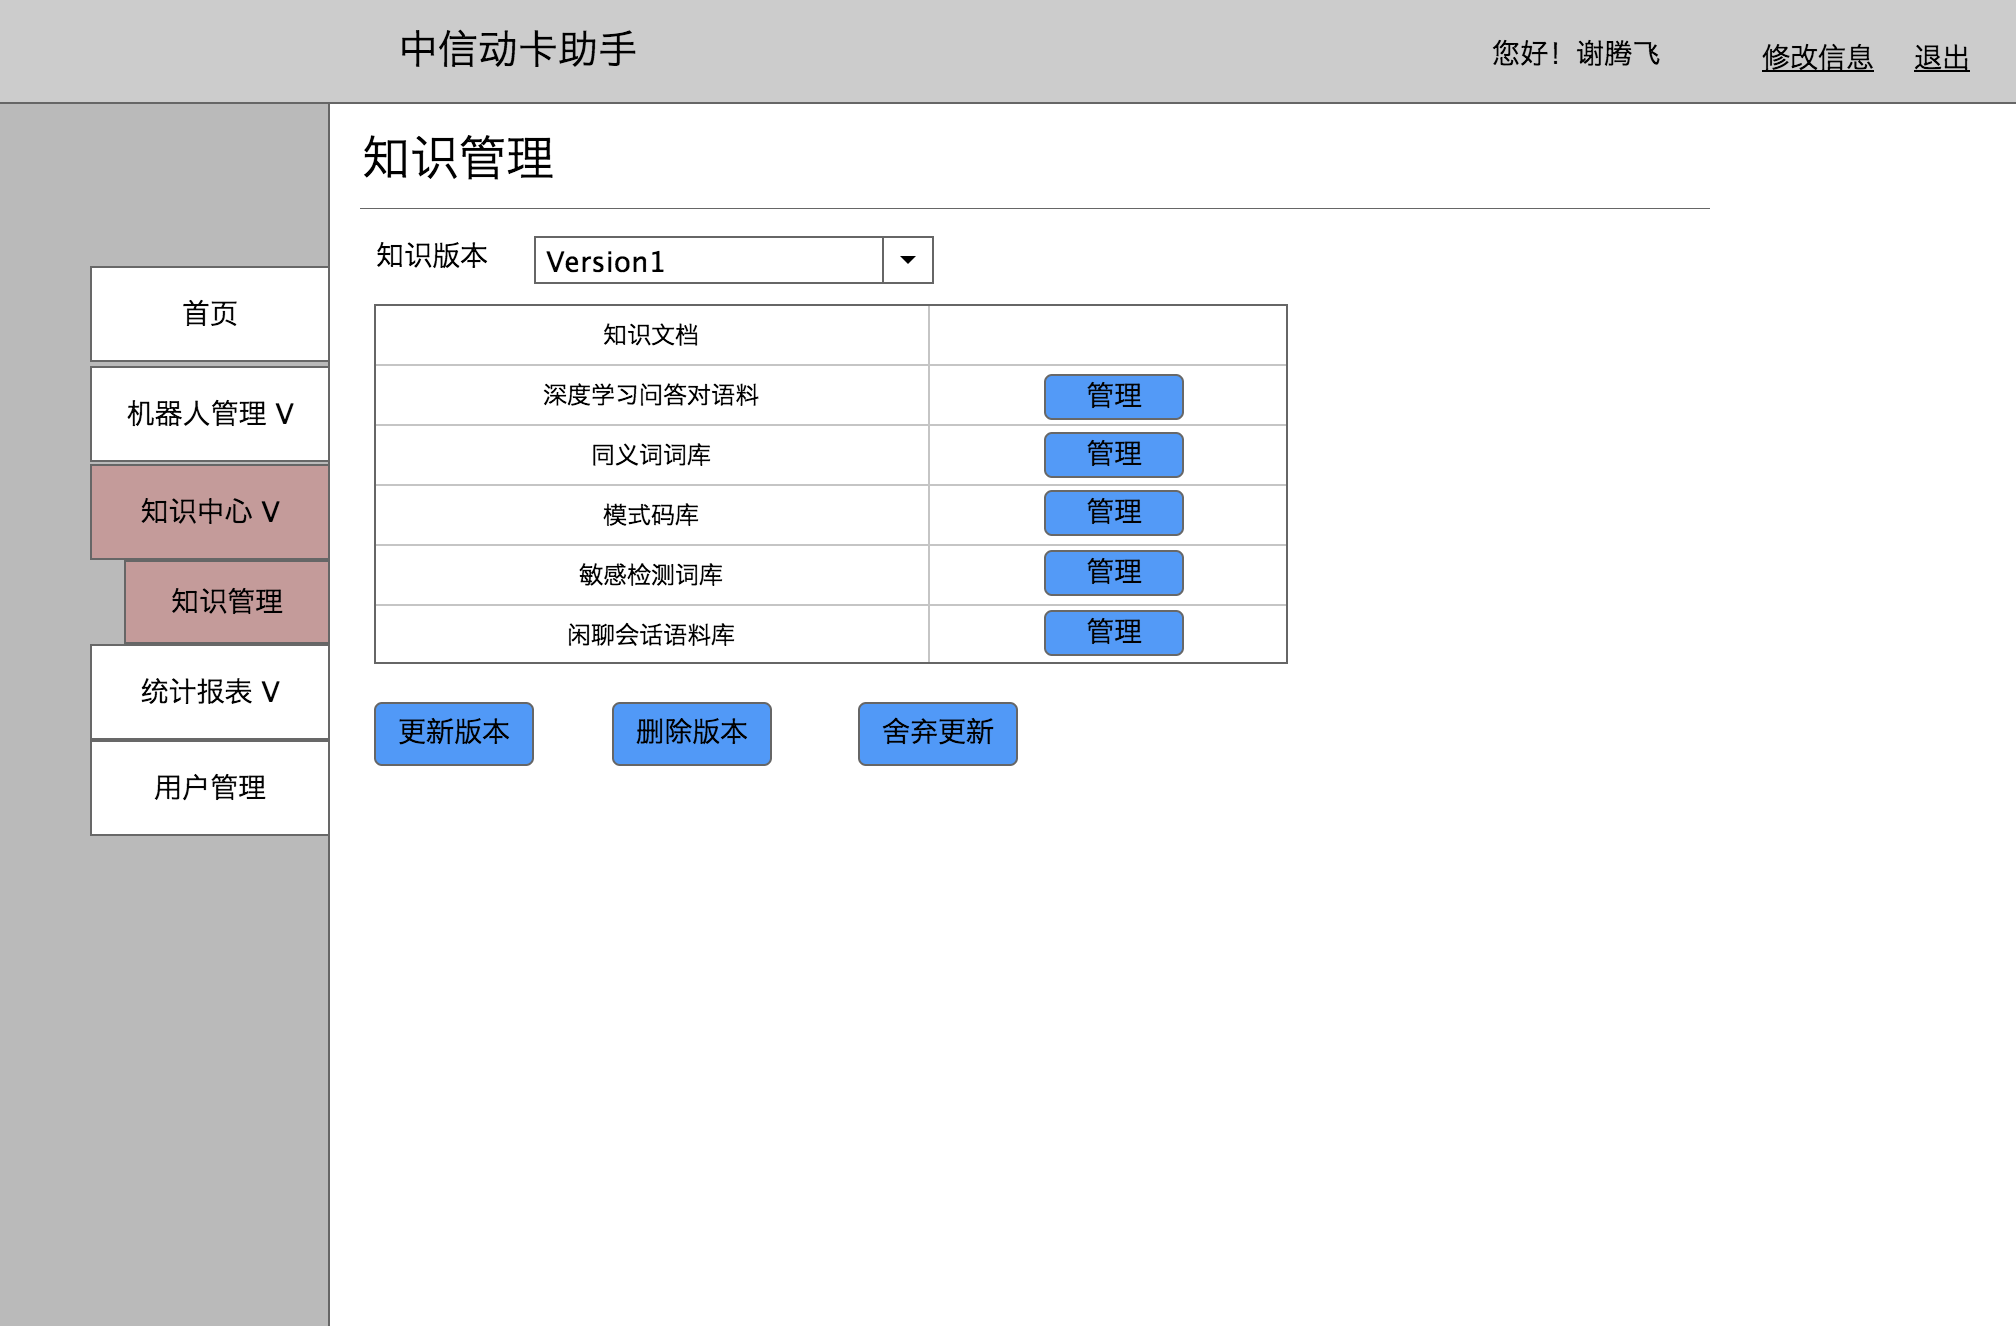 中信动卡助手
您好！谢腾飞
修改信息
退出
首页
机器人管理 V
知识中心 V
知识管理
统计报表 V
用户管理
知识管理
知识版本
Version1
知识文档
深度学习问答对语料
管理
同义词词库
管理
模式码库
管理
敏感检测词库
管理
闲聊会话语料库
管理
更新版本
删除版本
舍弃更新